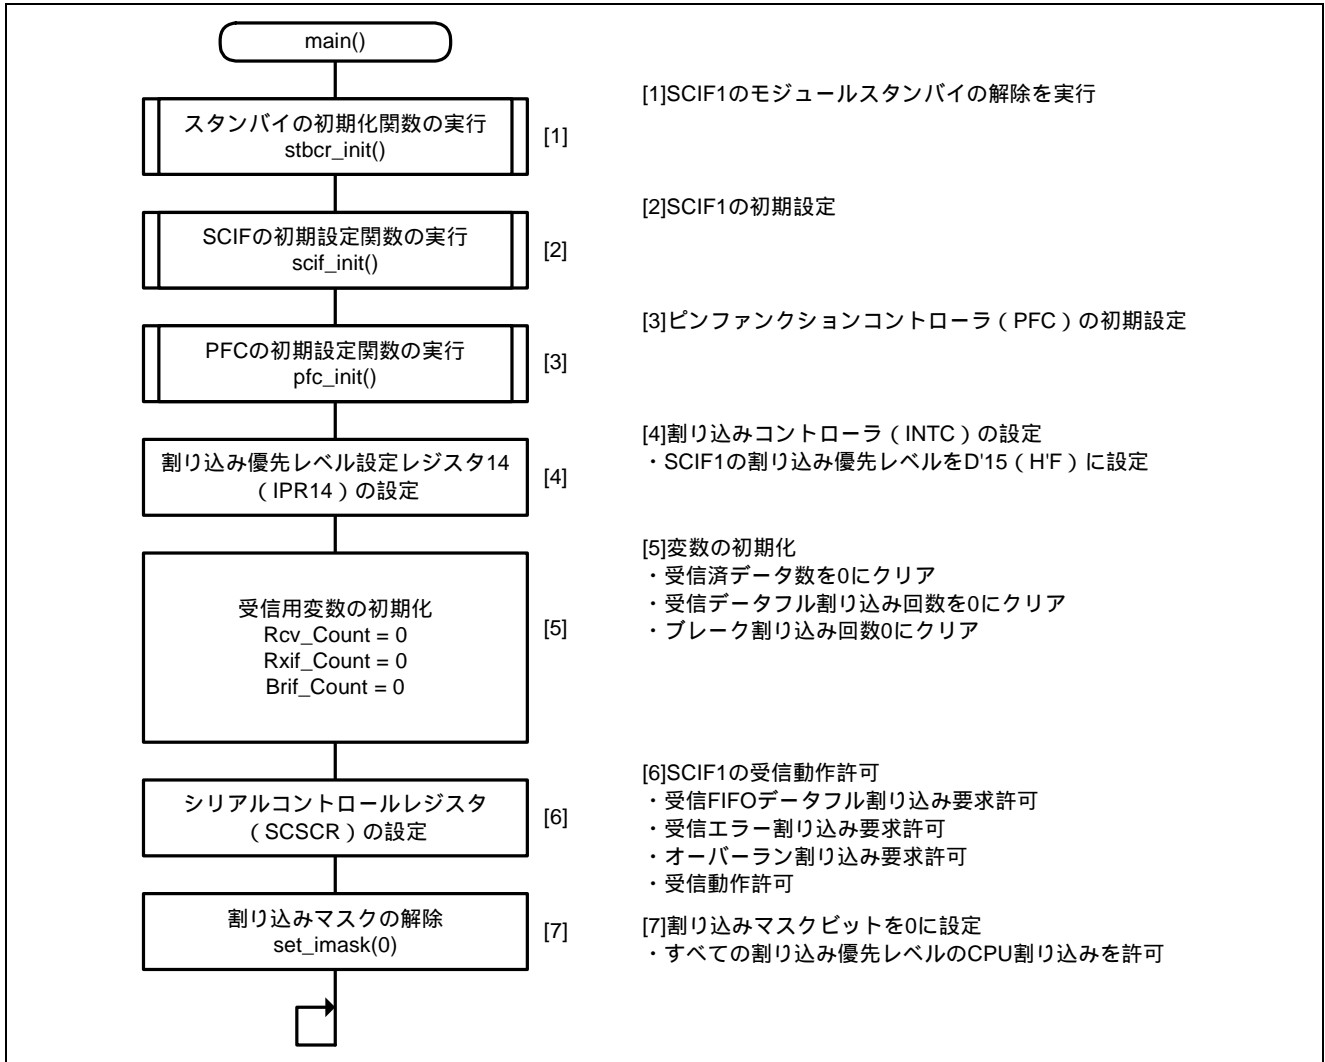 main()
スタンバイの初期化関数の実行
stbcr_init()
[1]
[1]SCIF1のモジュールスタンバイの解除を実行
SCIFの初期設定関数の実行
scif_init()
[2]
[2]SCIF1の初期設定
PFCの初期設定関数の実行
pfc_init()
[3]
[3]ピンファンクションコントローラ（PFC）の初期設定
割り込み優先レベル設定レジスタ14
（IPR14）の設定
[4]
[4]割り込みコントローラ（INTC）の設定
・SCIF1の割り込み優先レベルをD'15（H'F）に設定
受信用変数の初期化
Rcv_Count = 0
Rxif_Count = 0
Brif_Count = 0
[5]
[5]変数の初期化
・受信済データ数を0にクリア
・受信データフル割り込み回数を0にクリア
・ブレーク割り込み回数0にクリア
シリアルコントロールレジスタ
（SCSCR）の設定
[6]
[6]SCIF1の受信動作許可
・受信FIFOデータフル割り込み要求許可
・受信エラー割り込み要求許可
・オーバーラン割り込み要求許可
・受信動作許可
割り込みマスクの解除
set_imask(0)
[7]
[7]割り込みマスクビットを0に設定
・すべての割り込み優先レベルのCPU割り込みを許可